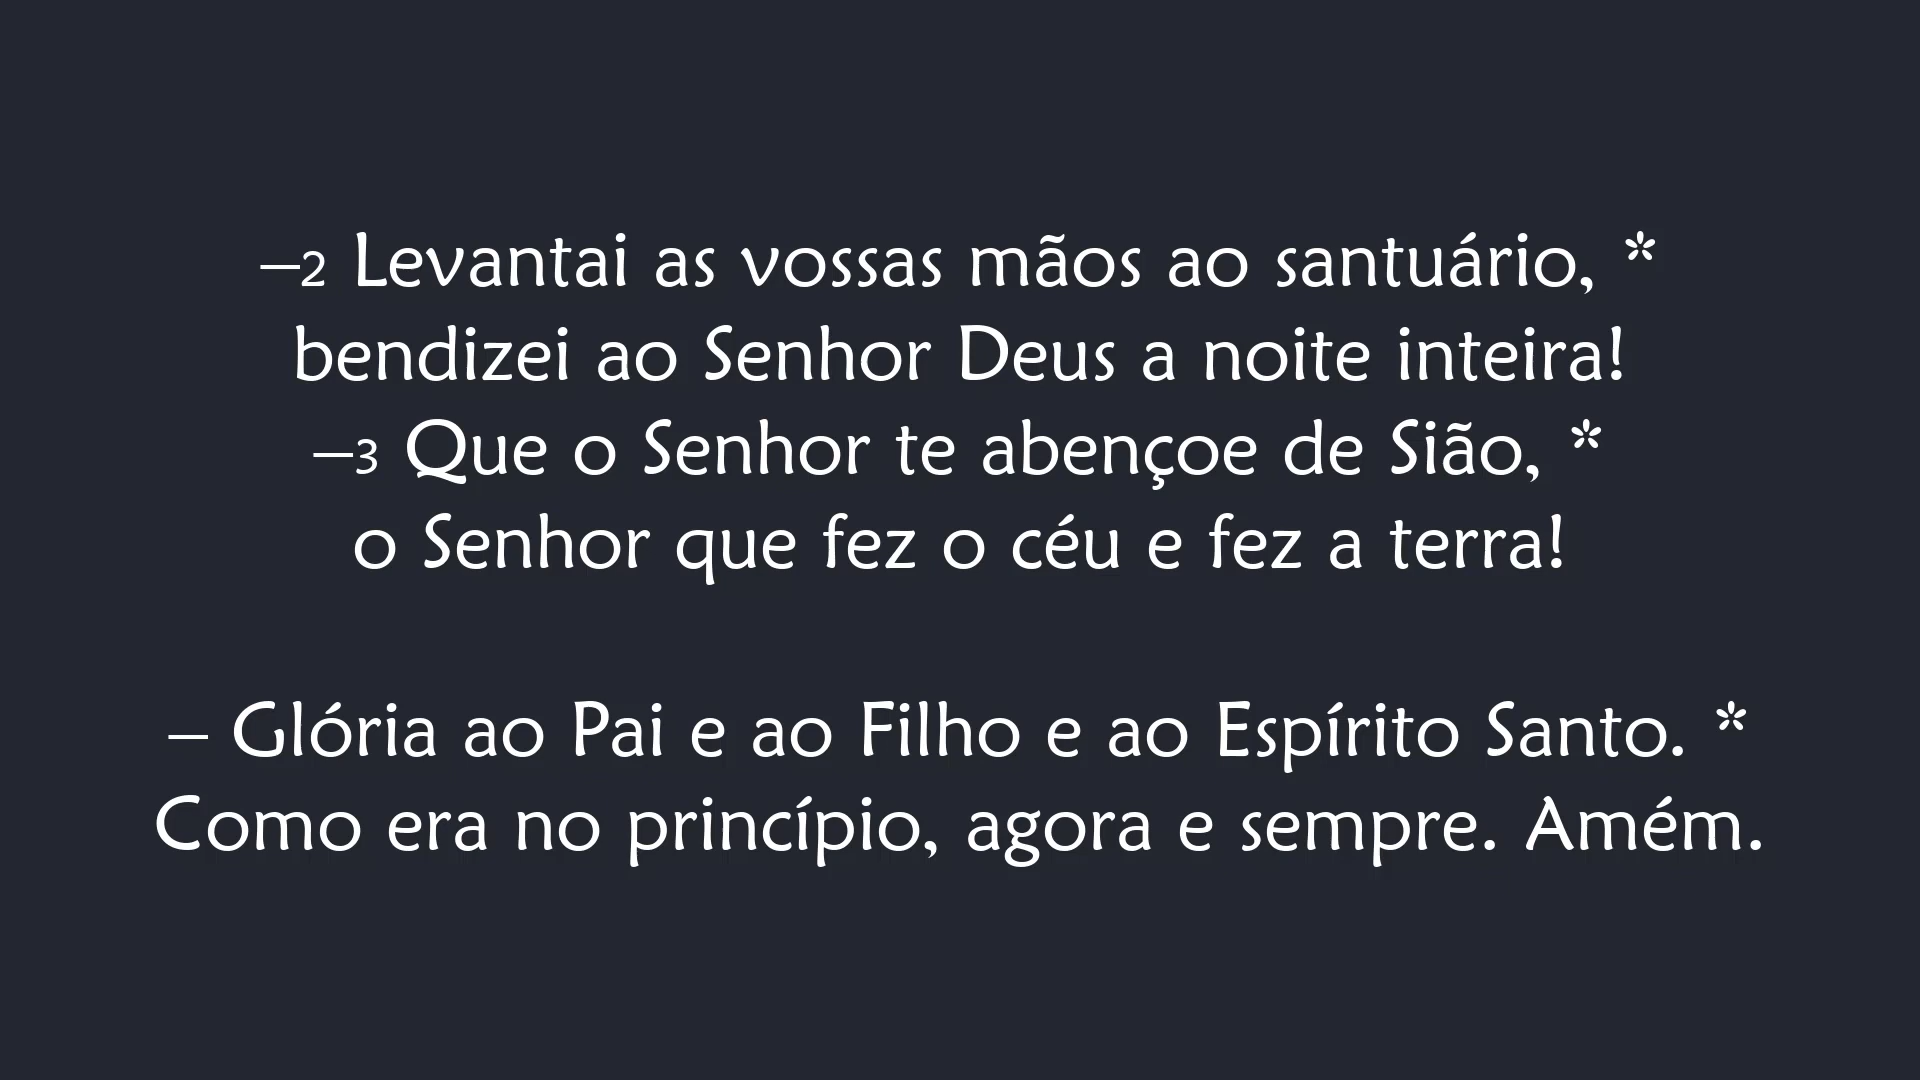 –2 Levantai as vossas mãos ao santuário, *
bendizei ao Senhor Deus a noite inteira!
–3 Que o Senhor te abençoe de Sião, *
o Senhor que fez o céu e fez a terra!
– Glória ao Pai e ao Filho e ao Espírito Santo. *
Como era no princípio, agora e sempre. Amém.